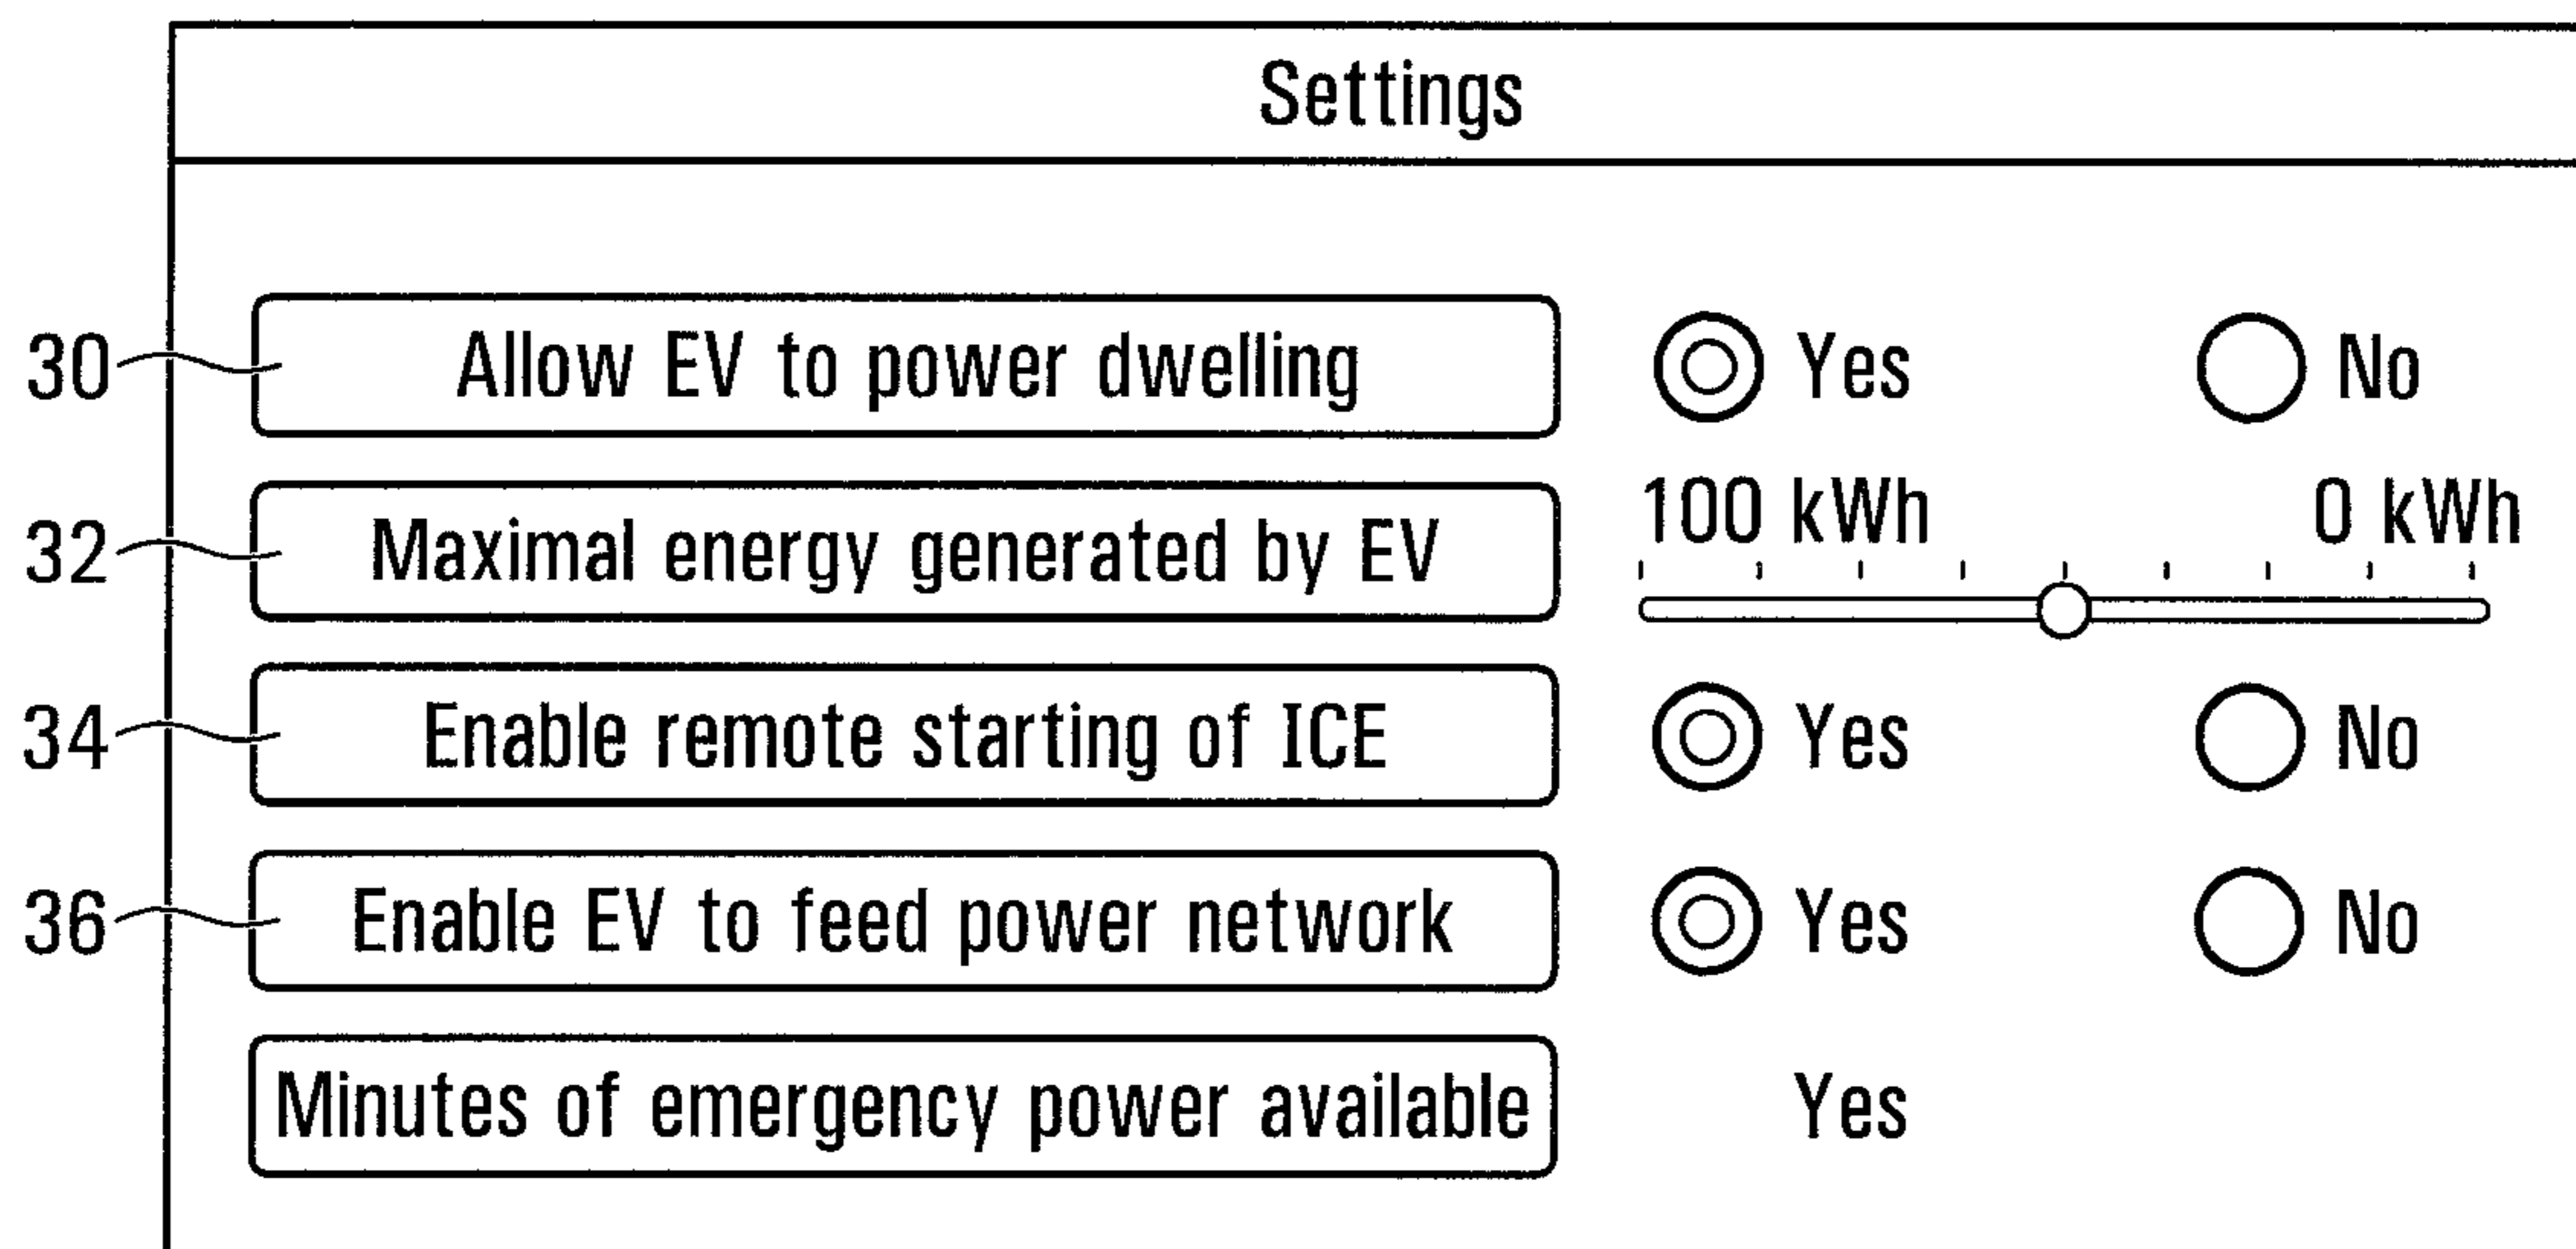 Settings
30 Allow EV to power dwelling Yes No
100 kWh 0 kWh
32 Maximal energy generated by EV
34 Enable remote starting of ICE Yes No
36 Enable EV to feed power network Yes No
Minutes of emergency power available Yes